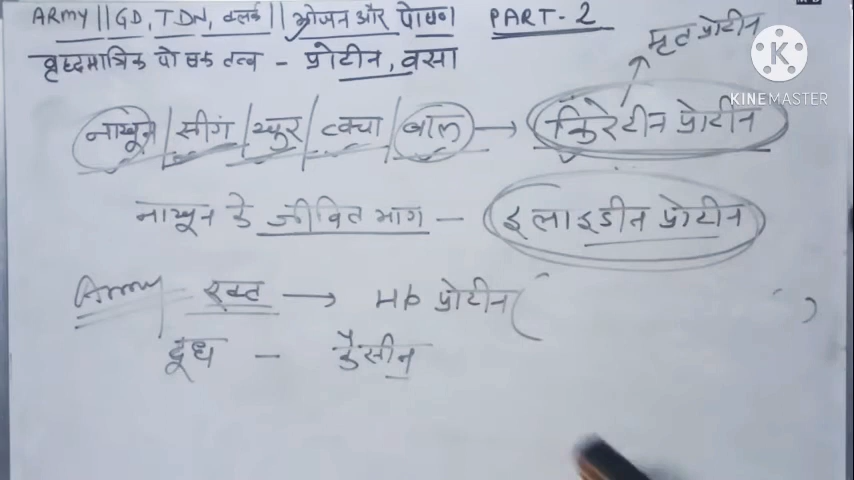 ARMY || GD, TDN, क्लर्क || भोजन और पोषण PART-2
वृहदमात्रिक पोषक तत्व - प्रोटीन, वसा
मृत प्रोटीन
नाखून | सींग | खुर | त्वचा | बाल → किरेटीन प्रोटीन
नाखून के जीवित भाग - इलाइडीन प्रोटीन
Army रक्त → Hb प्रोटीन ( )
दूध - कैसीन
KINEMASTER